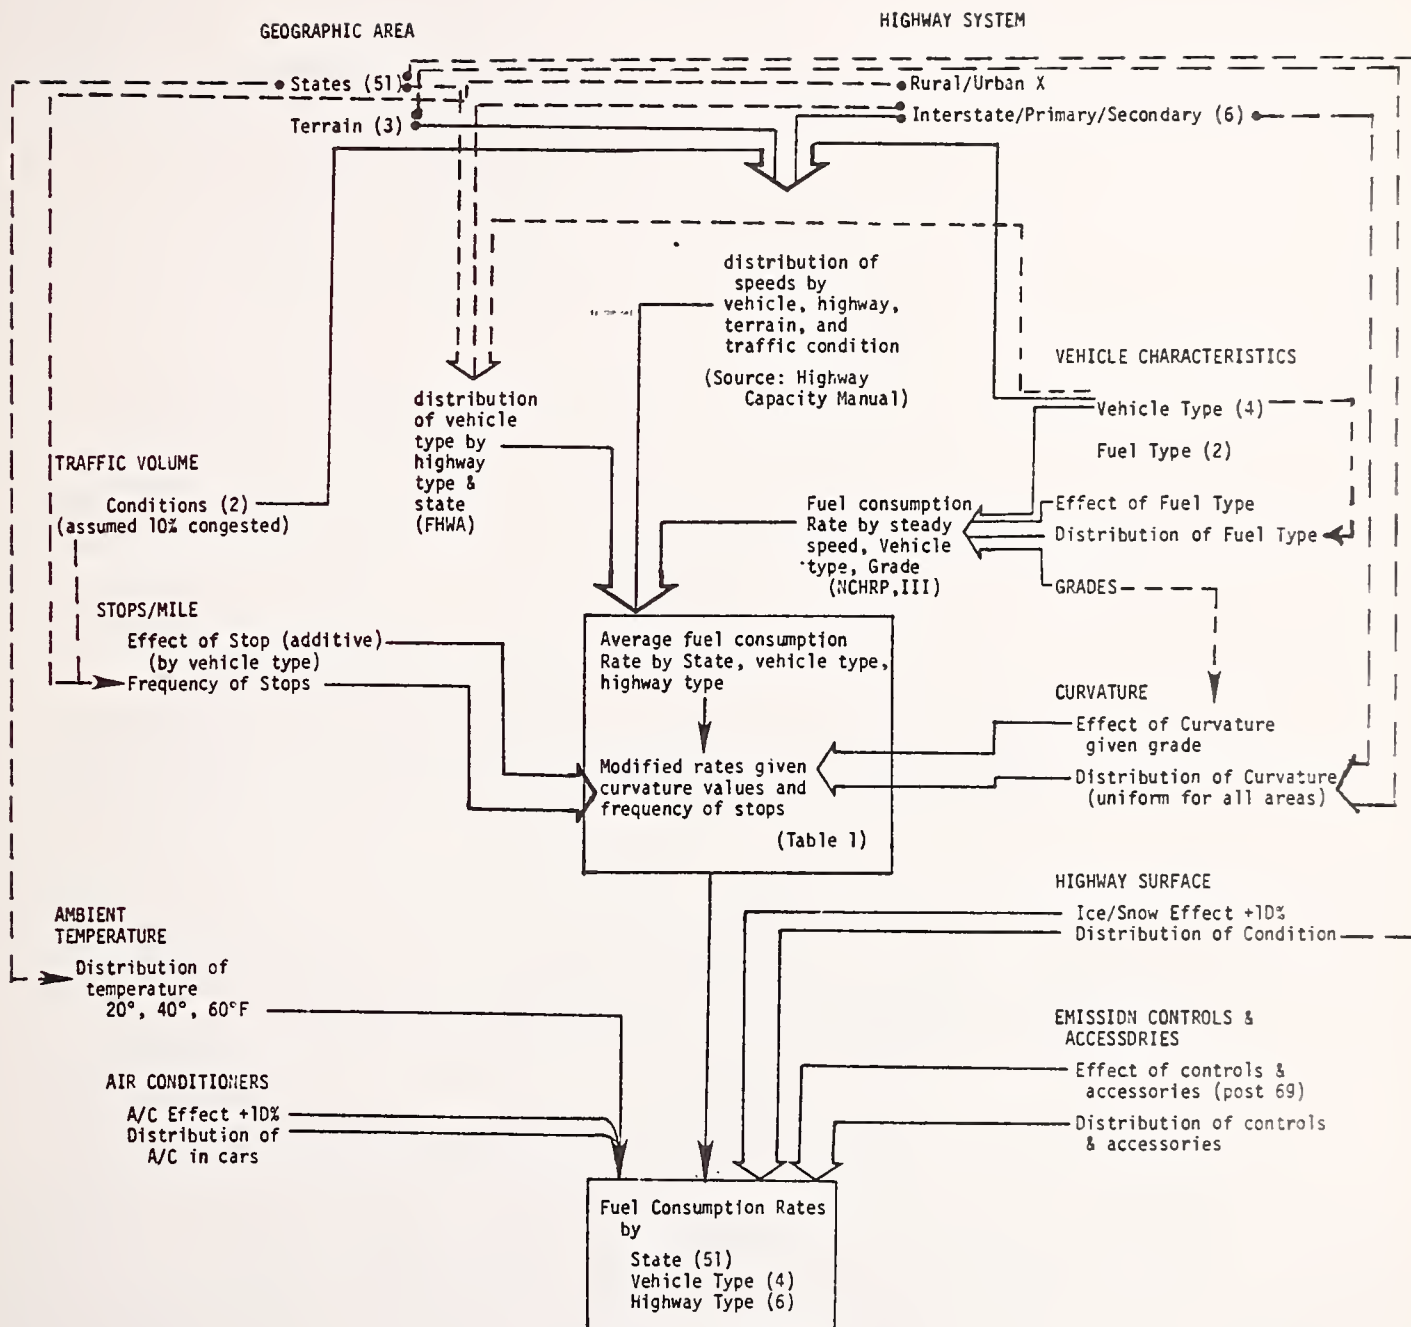 GEOGRAPHIC AREA
HIGHWAY SYSTEM
States (51)
Rural/Urban X
Terrain (3)
Interstate/Primary/Secondary (6)
distribution of
speeds by
vehicle, highway,
terrain, and
traffic condition
(Source: Highway
Capacity Manual)
VEHICLE CHARACTERISTICS
Vehicle Type (4)
Fuel Type (2)
distribution
of vehicle
type by
highway
type &
state
(FHWA)
TRAFFIC VOLUME
Conditions (2)
(assumed 10% congested)
Fuel consumption
Rate by steady
speed, Vehicle
type, Grade
(NCHRP,III)
Effect of Fuel Type
Distribution of Fuel Type
GRADES
STOPS/MILE
Effect of Stop (additive)
(by vehicle type)
Frequency of Stops
Average fuel consumption
Rate by State, vehicle type,
highway type
Modified rates given
curvature values and
frequency of stops
(Table 1)
CURVATURE
Effect of Curvature
given grade
Distribution of Curvature
(uniform for all areas)
HIGHWAY SURFACE
Ice/Snow Effect +1D%
Distribution of Condition
AMBIENT
TEMPERATURE
Distribution of
temperature
20°, 40°, 60°F
EMISSION CONTROLS &
ACCESSDRIES
Effect of controls &
accessories (post 69)
Distribution of controls
& accessories
AIR CONDITIONERS
A/C Effect +1D%
Distribution of
A/C in cars
Fuel Consumption Rates
by
State (51)
Vehicle Type (4)
Highway Type (6)